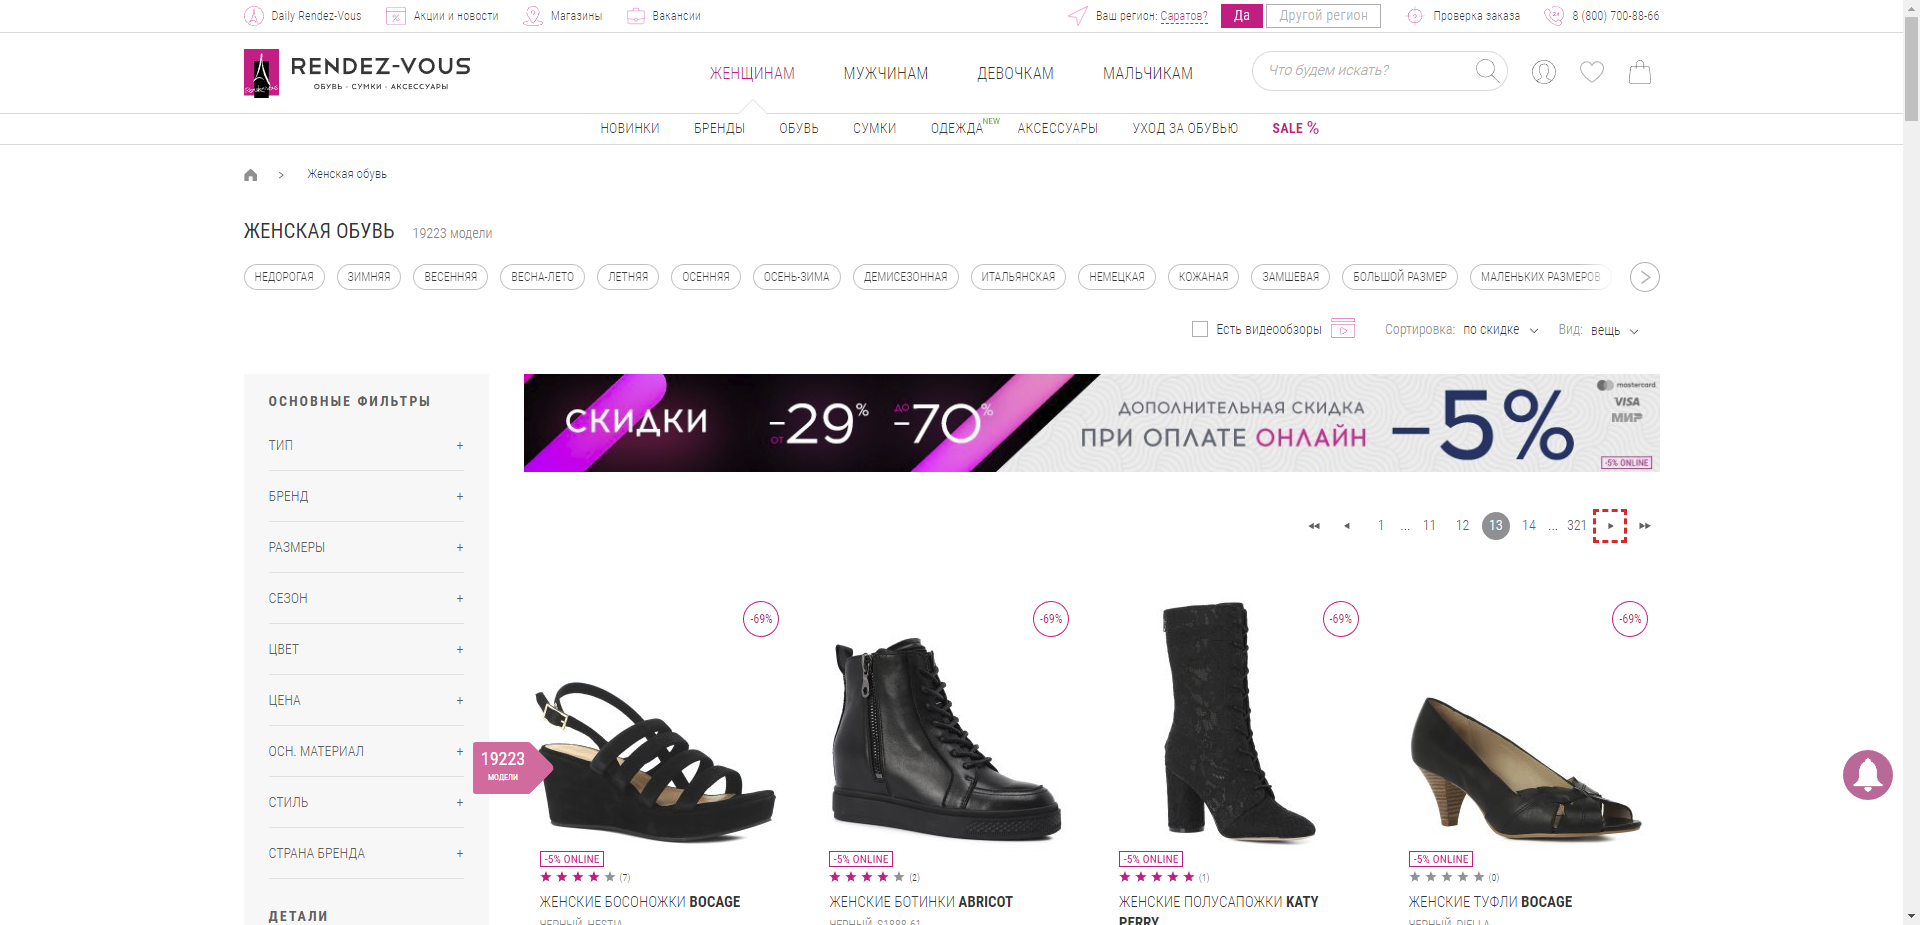 Daily Rendez-Vous
Акции и новости
Магазины
Вакансии
Ваш регион: Саратов?
Да
Другой регион
Проверка заказа
8 (800) 700-88-66
RENDEZ-VOUS
ОБУВЬ · СУМКИ · АКСЕССУАРЫ
ЖЕНЩИНАМ
МУЖЧИНАМ
ДЕВОЧКАМ
МАЛЬЧИКАМ
Что будем искать?
НОВИНКИ
БРЕНДЫ
ОБУВЬ
СУМКИ
ОДЕЖДА NEW
АКСЕССУАРЫ
УХОД ЗА ОБУВЬЮ
SALE %
Женская обувь
ЖЕНСКАЯ ОБУВЬ 19223 модели
НЕДОРОГАЯ
ЗИМНЯЯ
ВЕСЕННЯЯ
ВЕСНА-ЛЕТО
ЛЕТНЯЯ
ОСЕННЯЯ
ОСЕНЬ-ЗИМА
ДЕМИСЕЗОННАЯ
ИТАЛЬЯНСКАЯ
НЕМЕЦКАЯ
КОЖАНАЯ
ЗАМШЕВАЯ
БОЛЬШОЙ РАЗМЕР
МАЛЕНЬКИХ РАЗМЕРОВ
Есть видеообзоры
Сортировка: по скидке
Вид: вещь
ОСНОВНЫЕ ФИЛЬТРЫ
ТИП +
БРЕНД +
РАЗМЕРЫ +
СЕЗОН +
ЦВЕТ +
ЦЕНА +
ОСН. МАТЕРИАЛ +
СТИЛЬ +
СТРАНА БРЕНДА +
ДЕТАЛИ
19223
МОДЕЛИ
СКИДКИ
ОТ -29%
ДО -70%
ДОПОЛНИТЕЛЬНАЯ СКИДКА
ПРИ ОПЛАТЕ ОНЛАЙН
-5%
mastercard
VISA
МИР
-5% ONLINE
1 ... 11 12 13 14 ... 321
-69%
-69%
-69%
-69%
-5% ONLINE
(7)
ЖЕНСКИЕ БОСОНОЖКИ BOCAGE
ЧЕРНЫЙ, HESTIA
-5% ONLINE
(2)
ЖЕНСКИЕ БОТИНКИ ABRICOT
ЧЕРНЫЙ, S1888-61
-5% ONLINE
(1)
ЖЕНСКИЕ ПОЛУСАПОЖКИ KATY
PERRY
-5% ONLINE
(0)
ЖЕНСКИЕ ТУФЛИ BOCAGE
ЧЕРНЫЙ, DIELLA